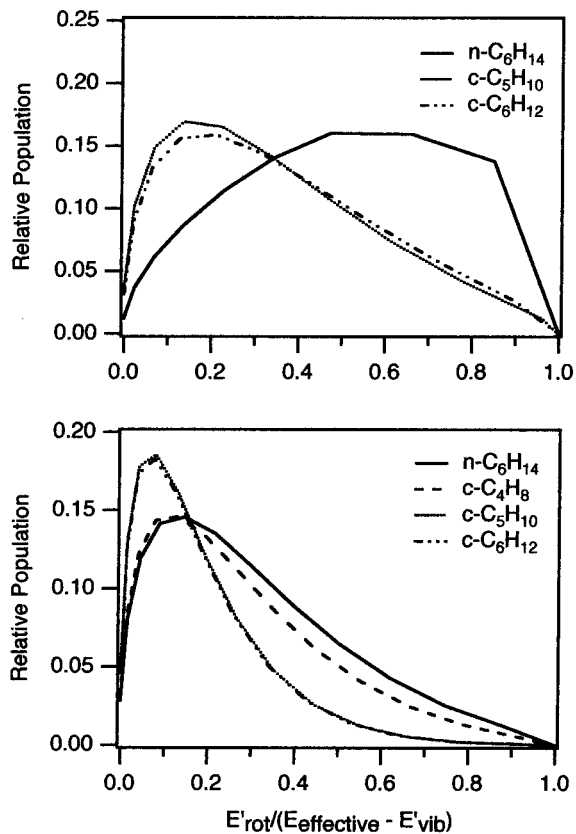 0.25
0.20
0.15
0.10
0.05
0.00
Relative Population
n-C₆H₁₄
c-C₅H₁₀
c-C₆H₁₂
0.0 0.2 0.4 0.6 0.8 1.0
0.20
0.15
0.10
0.05
0.00
Relative Population
n-C₆H₁₄
c-C₄H₈
c-C₅H₁₀
c-C₆H₁₂
0.0 0.2 0.4 0.6 0.8 1.0
E'rot/(Eeffective - E'vib)